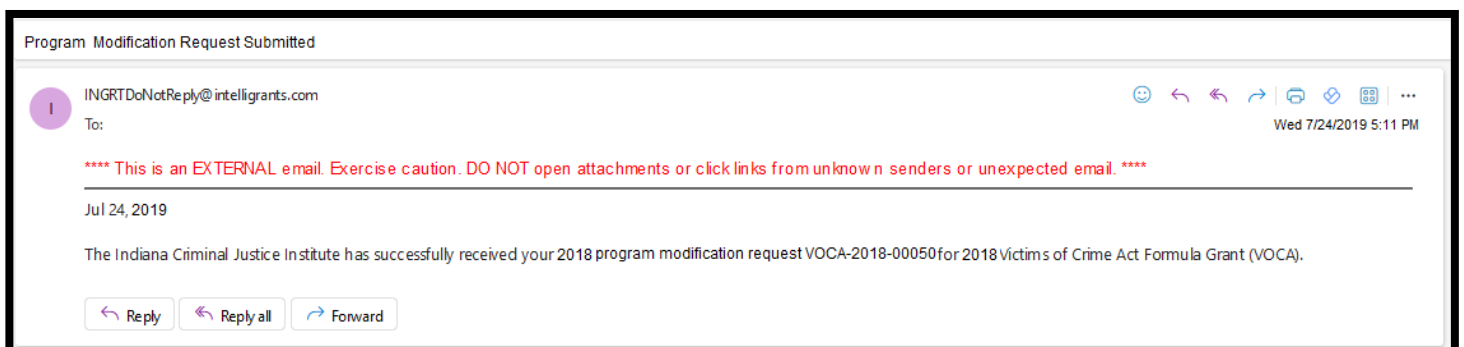 Program Modification Request Submitted
I
INGRTDoNotReply@intelligrants.com
To:
Wed 7/24/2019 5:11 PM
**** This is an EXTERNAL email. Exercise caution. DO NOT open attachments or click links from unknown senders or unexpected email. ****
Jul 24, 2019
The Indiana Criminal Justice Institute has successfully received your 2018 program modification request VOCA-2018-00050 for 2018 Victims of Crime Act Formula Grant (VOCA).
Reply Reply all Forward